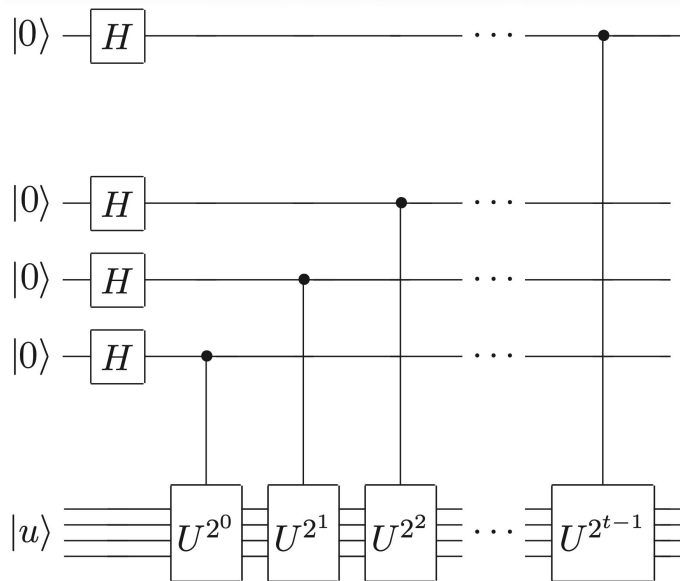 |0⟩ H · · ·
|0⟩ H · · ·
|0⟩ H · · ·
|0⟩ H · · ·
|u⟩ U^{2^0} U^{2^1} U^{2^2} · · · U^{2^{t−1}}